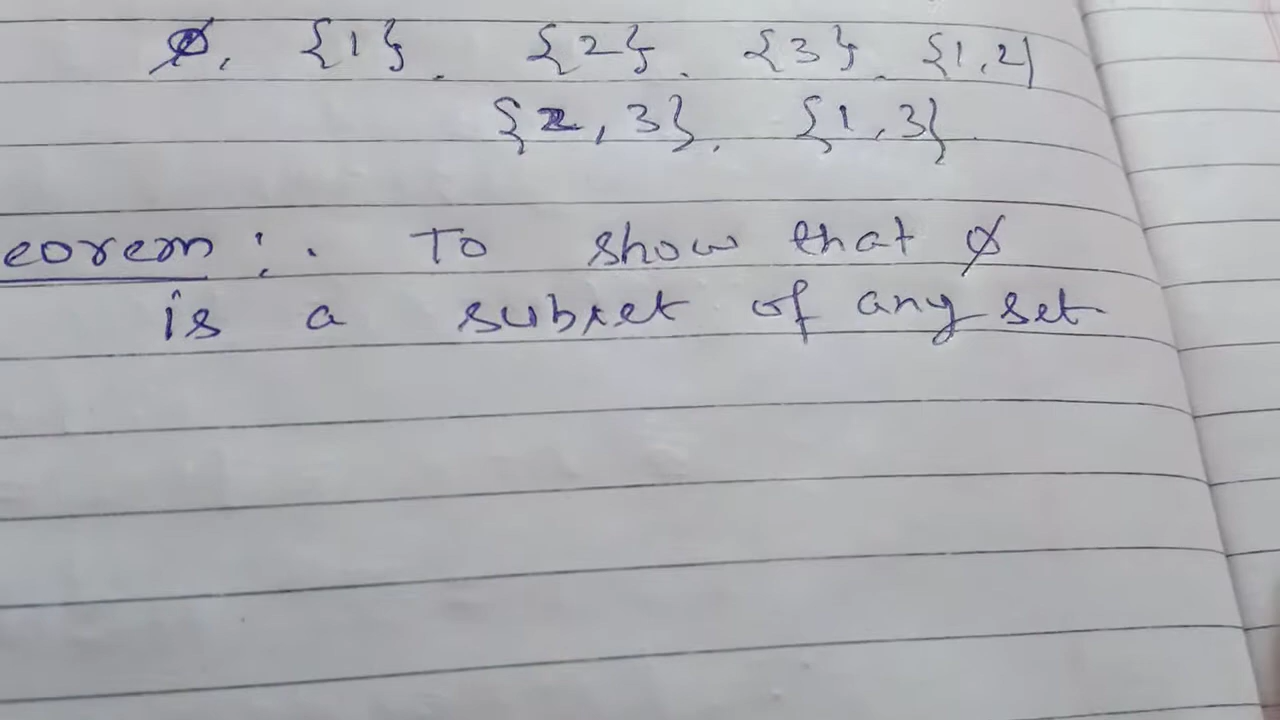 ø, {1}, {2}, {3}, {1,2}
{2,3}, {1,3}
eorem :. To show that ø
is a subset of any set